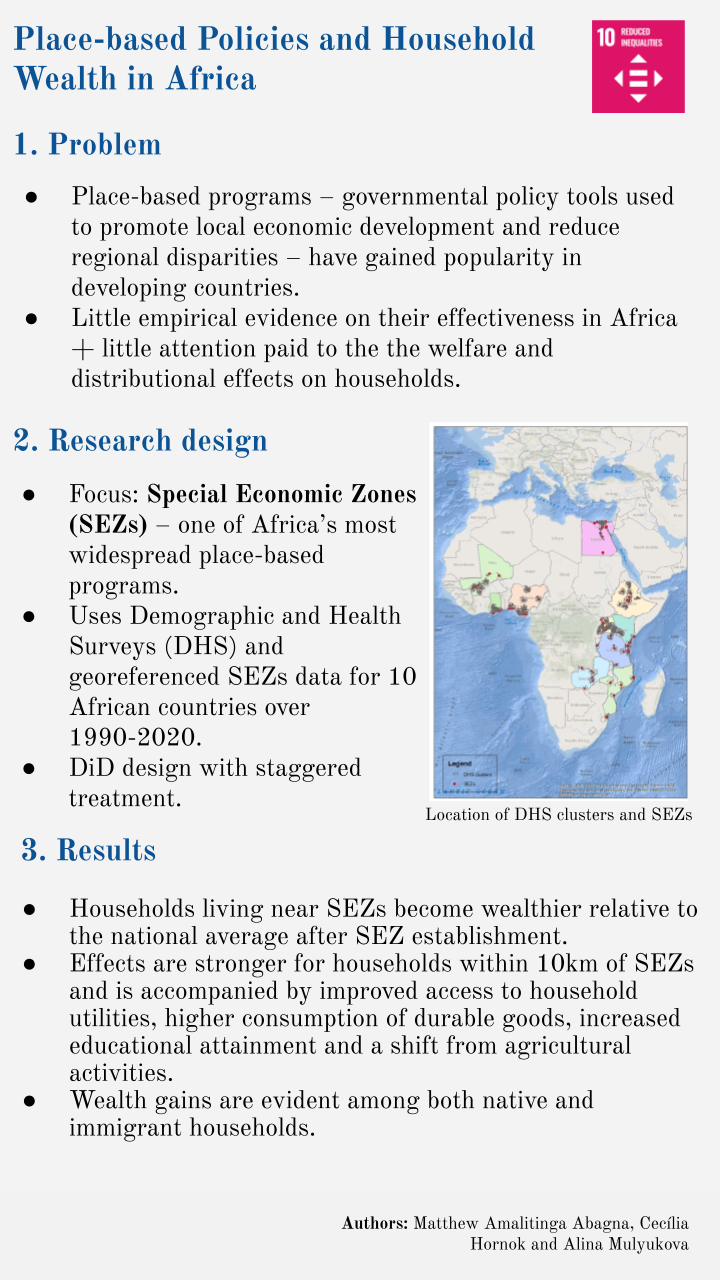 Place-based Policies and Household
Wealth in Africa
10 REDUCED
INEQUALITIES
1. Problem
● Place-based programs – governmental policy tools used
to promote local economic development and reduce
regional disparities – have gained popularity in
developing countries.
● Little empirical evidence on their effectiveness in Africa
+ little attention paid to the the welfare and
distributional effects on households.
2. Research design
● Focus: Special Economic Zones
(SEZs) – one of Africa's most
widespread place-based
programs.
● Uses Demographic and Health
Surveys (DHS) and
georeferenced SEZs data for 10
African countries over
1990-2020.
● DiD design with staggered
treatment.
Legend
DHS clusters
SEZs
Location of DHS clusters and SEZs
3. Results
● Households living near SEZs become wealthier relative to
the national average after SEZ establishment.
● Effects are stronger for households within 10km of SEZs
and is accompanied by improved access to household
utilities, higher consumption of durable goods, increased
educational attainment and a shift from agricultural
activities.
● Wealth gains are evident among both native and
immigrant households.
Authors: Matthew Amalitinga Abagna, Cecília
Hornok and Alina Mulyukova